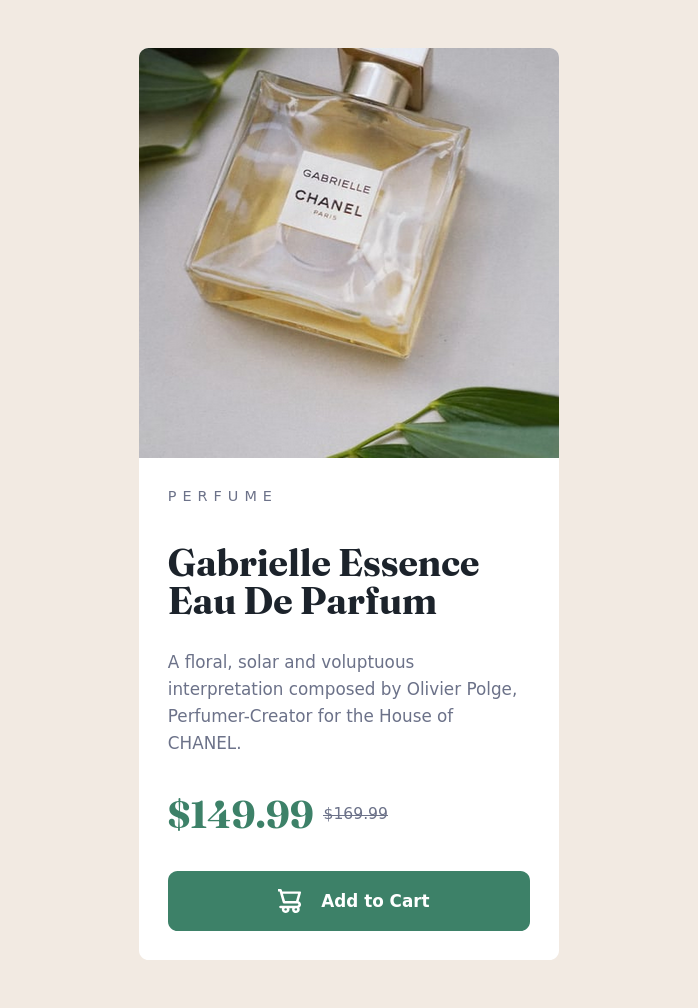 GABRIELLE
CHANEL
PARIS
PERFUME
Gabrielle Essence
Eau De Parfum
A floral, solar and voluptuous
interpretation composed by Olivier Polge,
Perfumer-Creator for the House of
CHANEL.
$149.99 $169.99
Add to Cart